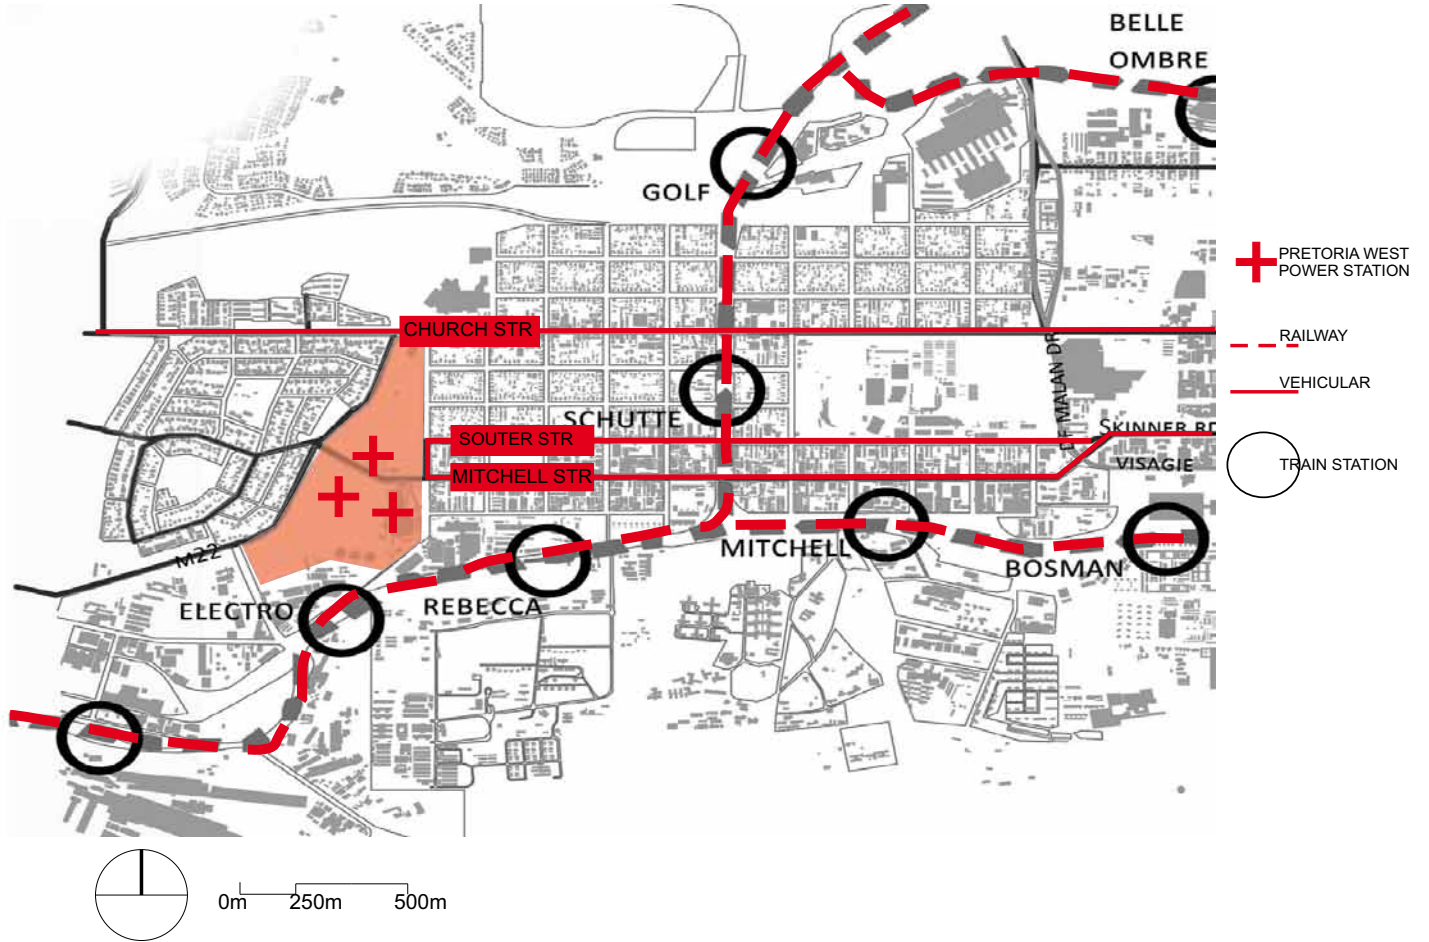 BELLE
OMBRE
GOLF
CHURCH STR
DF MALAN DR
SCHUTTE
SOUTER STR
SKINNER RD
MITCHELL STR
VISAGIE
M22
MITCHELL
BOSMAN
ELECTRO
REBECCA
PRETORIA WEST
POWER STATION
RAILWAY
VEHICULAR
TRAIN STATION
0m 250m 500m